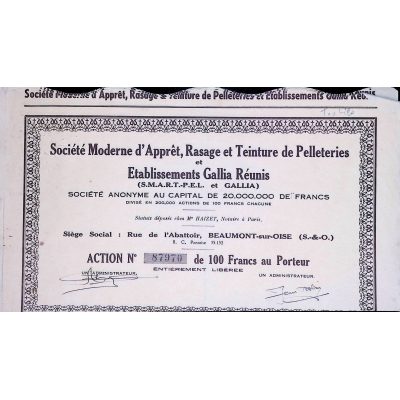 Société Moderne d'Apprêt, Rasage & Teinture de Pelleteries et Etablissements Gallia Réunis
Société Moderne d'Apprêt, Rasage et Teinture de Pelleteries
et
Etablissements Gallia Réunis
(S.M.A.R.T.-P.E.L. et GALLIA)
SOCIÉTÉ ANONYME AU CAPITAL DE 20.000.000 DE FRANCS
DIVISÉ EN 200,000 ACTIONS DE 100 FRANCS CHACUNE
Statuts déposés chez Me HAIZET, Notaire à Paris.
Siège Social : Rue de l'Abattoir, BEAUMONT-sur-OISE (S.-&-O.)
R. C. Pontoise
ACTION N° 87970 de 100 Francs au Porteur
ENTIÈREMENT LIBÉRÉE
UN ADMINISTRATEUR, UN ADMINISTRATEUR,